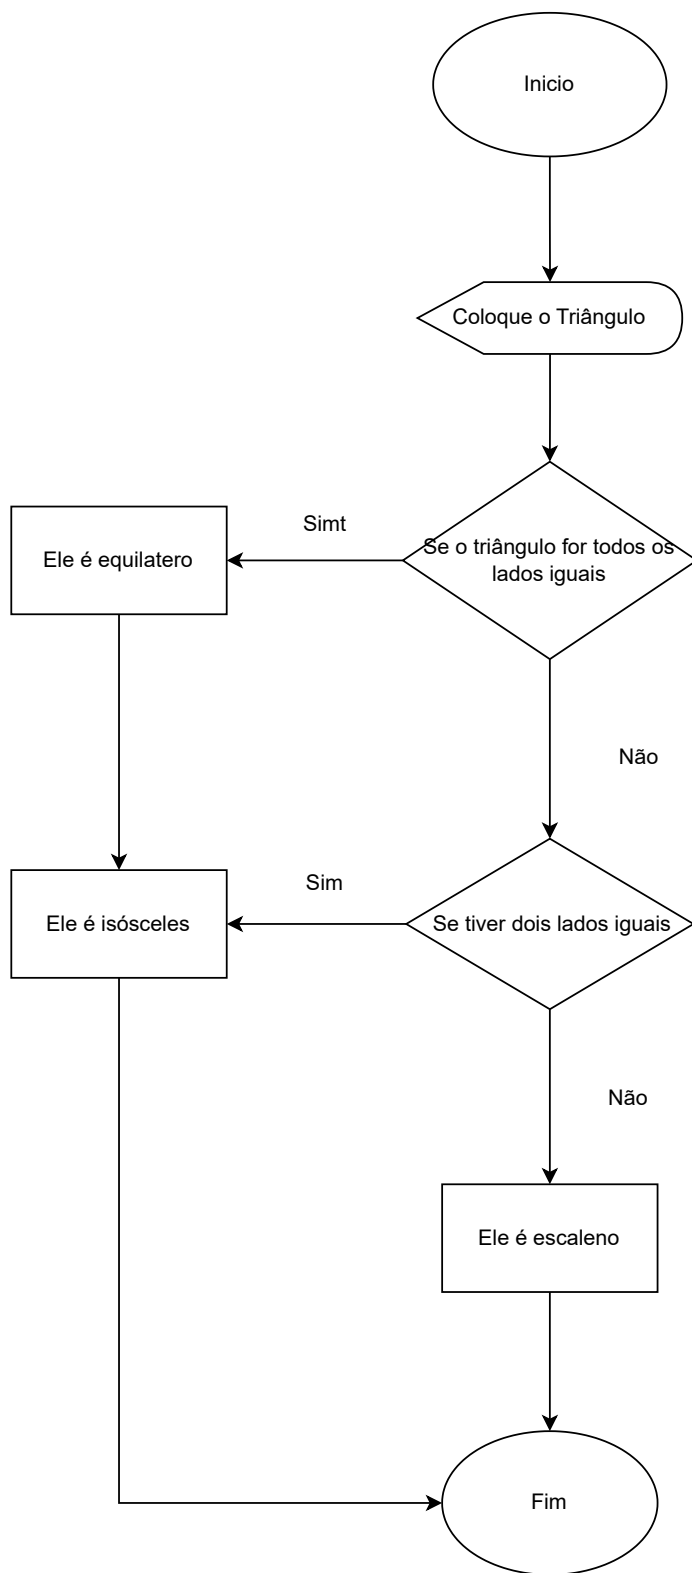 Inicio
Coloque o Triângulo
Simt
Se o triângulo for todos os
lados iguais
Ele é equilatero
Não
Sim
Ele é isósceles
Se tiver dois lados iguais
Não
Ele é escaleno
Fim